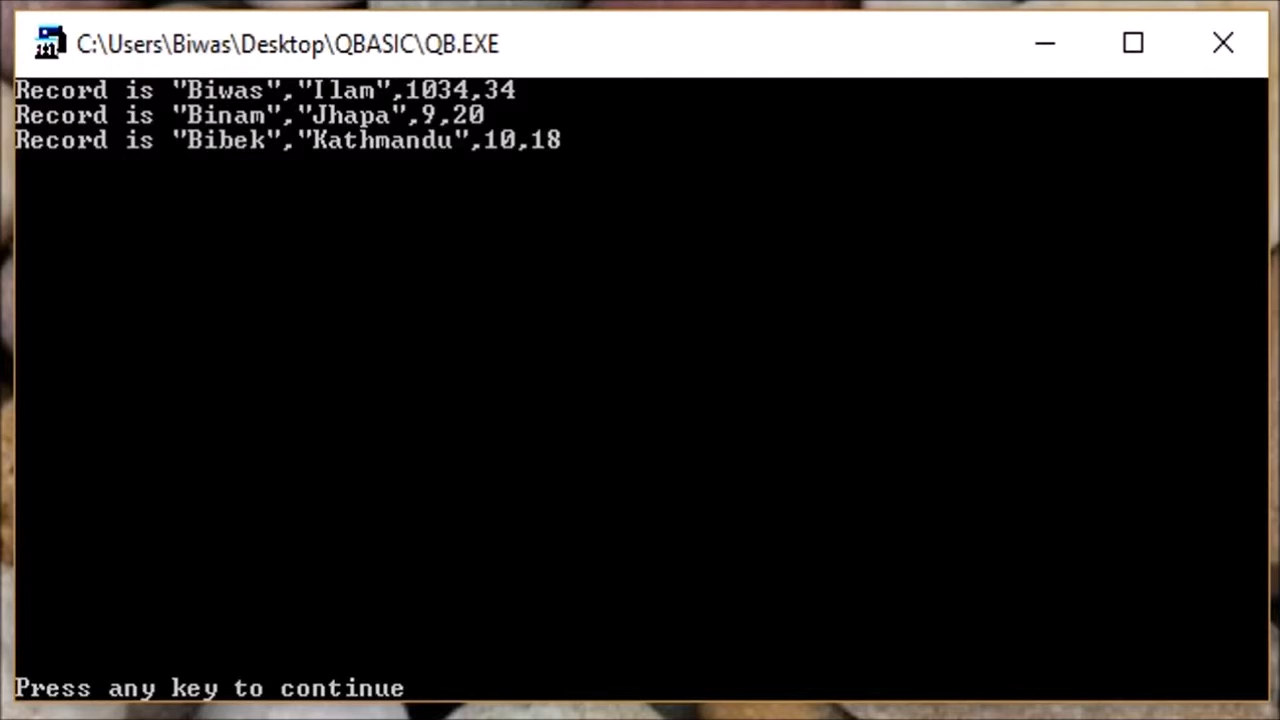 C:\Users\Biwas\Desktop\QBASIC\QB.EXE
Record is "Biwas","Ilam",1034,34
Record is "Binam","Jhapa",9,20
Record is "Bibek","Kathmandu",10,18
Press any key to continue